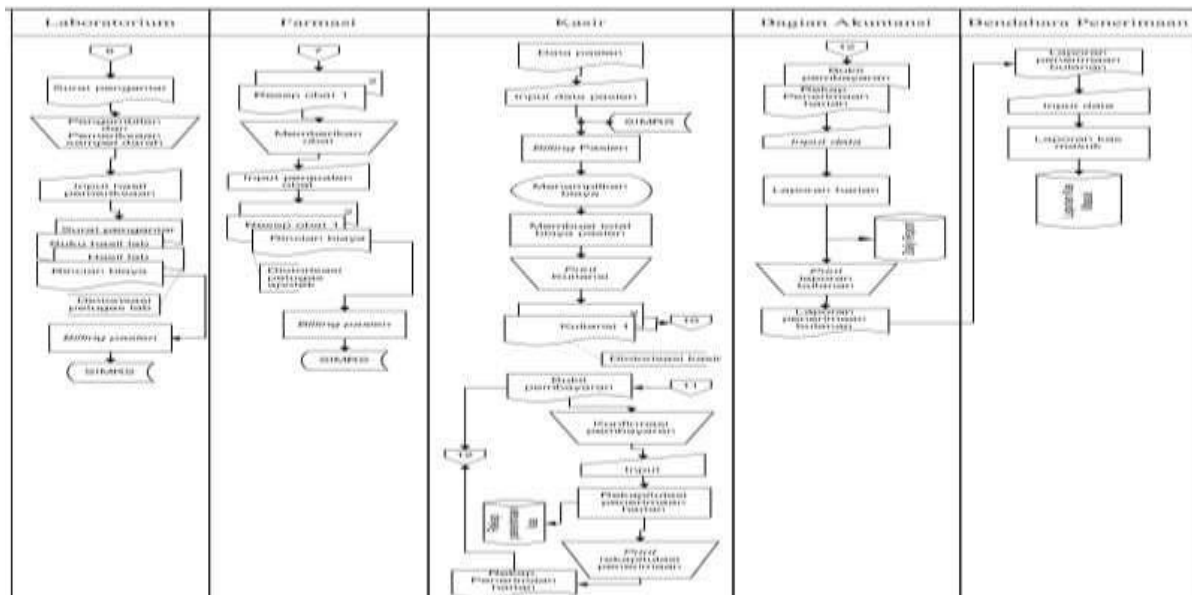 Laboratorium
Farmasi
Kasir
Bagian Akuntansi
Bendahara Penerimaan
6
Surat pengantar
Pengambilan
dan
Pemeriksaan
sampel darah
Input hasil
pemeriksaan
Surat pengantar
Buku hasil lab
Hasil lab
Rincian biaya
Diotorisasi
petugas lab
Billing pasien
SIMRS
7
Resep obat 1
Memberikan
obat
Input penjualan
obat
Resep obat 1
Rincian biaya
Diotorisasi
petugas
apotek
Billing pasien
SIMRS
Data pasien
Input data pasien
SIMRS
Billing Pasien
Menampilkan
biaya
Membuat total
biaya pasien
Print
kuitansi
Kuitansi 1
10
Diotorisasi kasir
Bukti
pembayaran
11
Konfirmasi
pembayaran
12
Input
Rekapitulasi
penerimaan
harian
Print
rekapitulasi
penerimaan
Rekap
Penerimaan
harian
12
Bukti
pembayaran
Rekap
Penerimaan
harian
Input data
Laporan harian
Print
laporan
bulanan
Laporan
penerimaan
bulanan
Laporan
penerimaan
bulanan
Input data
Laporan kas
masuk